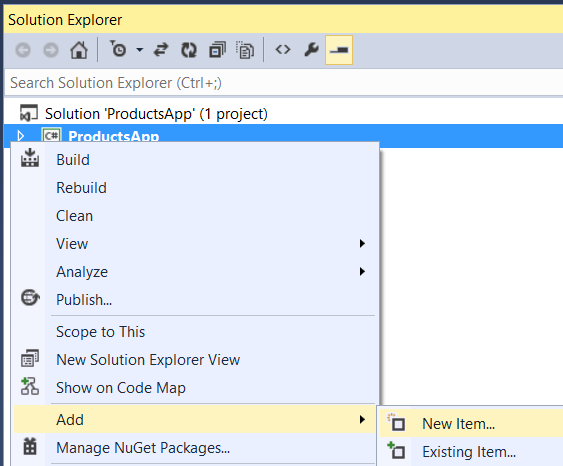 Solution Explorer
Search Solution Explorer (Ctrl+;)
Solution 'ProductsApp' (1 project)
C# ProductsApp
Build
Rebuild
Clean
View
Analyze
Publish...
Scope to This
New Solution Explorer View
Show on Code Map
Add
New Item...
Manage NuGet Packages...
Existing Item...